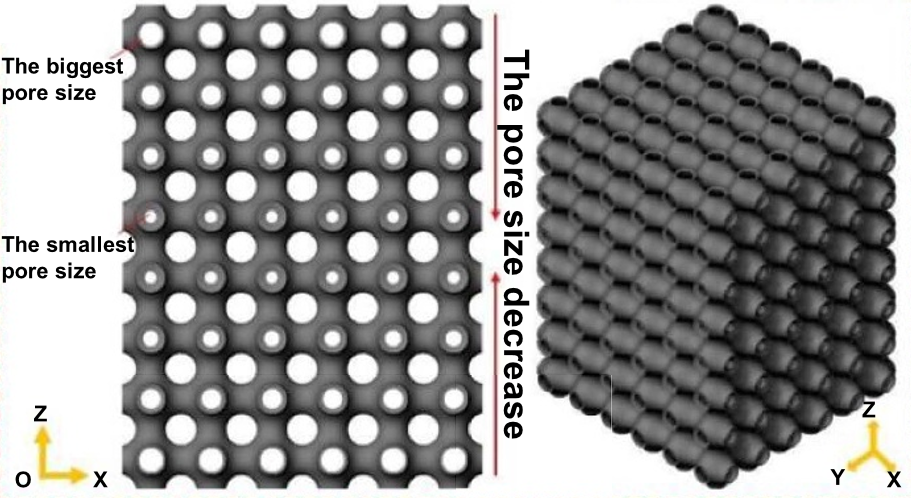 The biggest
pore size
The smallest
pore size
The pore size decrease
Z
O
X
Z
Y
X